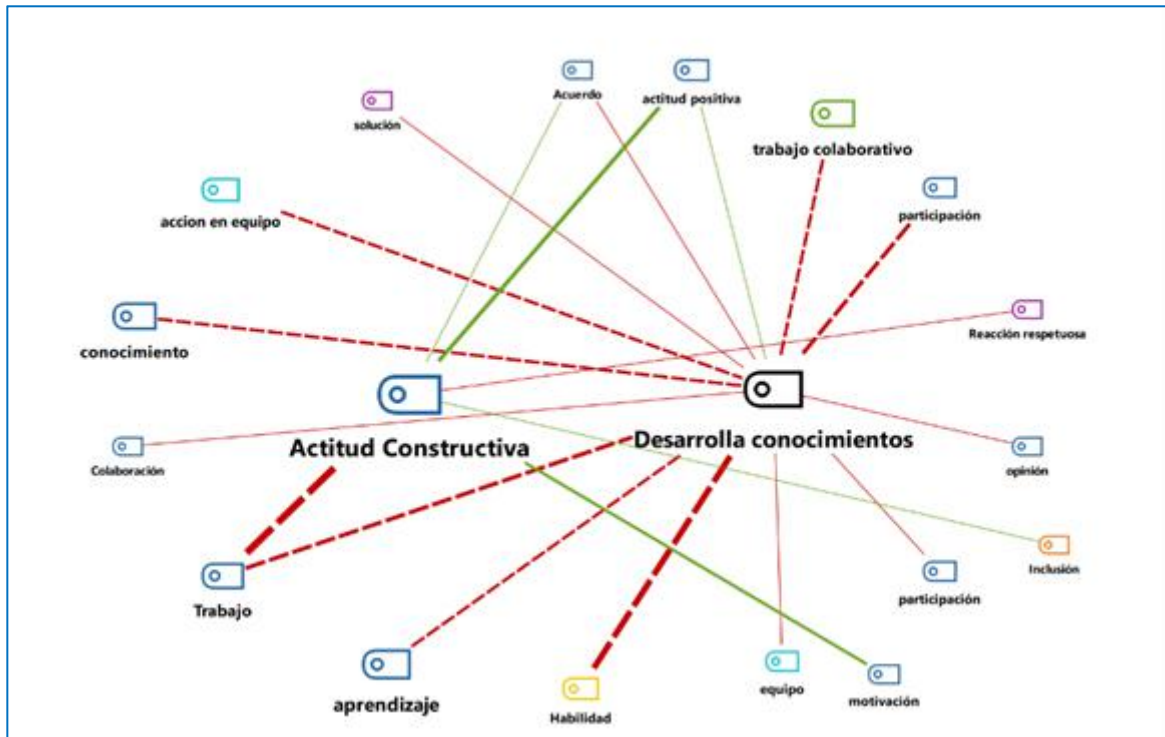 Acuerdo
actitud positiva
solución
trabajo colaborativo
participación
accion en equipo
Reacción respetuosa
conocimiento
Actitud Constructiva
Desarrolla conocimientos
Colaboración
opinión
Inclusión
Trabajo
participación
aprendizaje
Habilidad
equipo
motivación